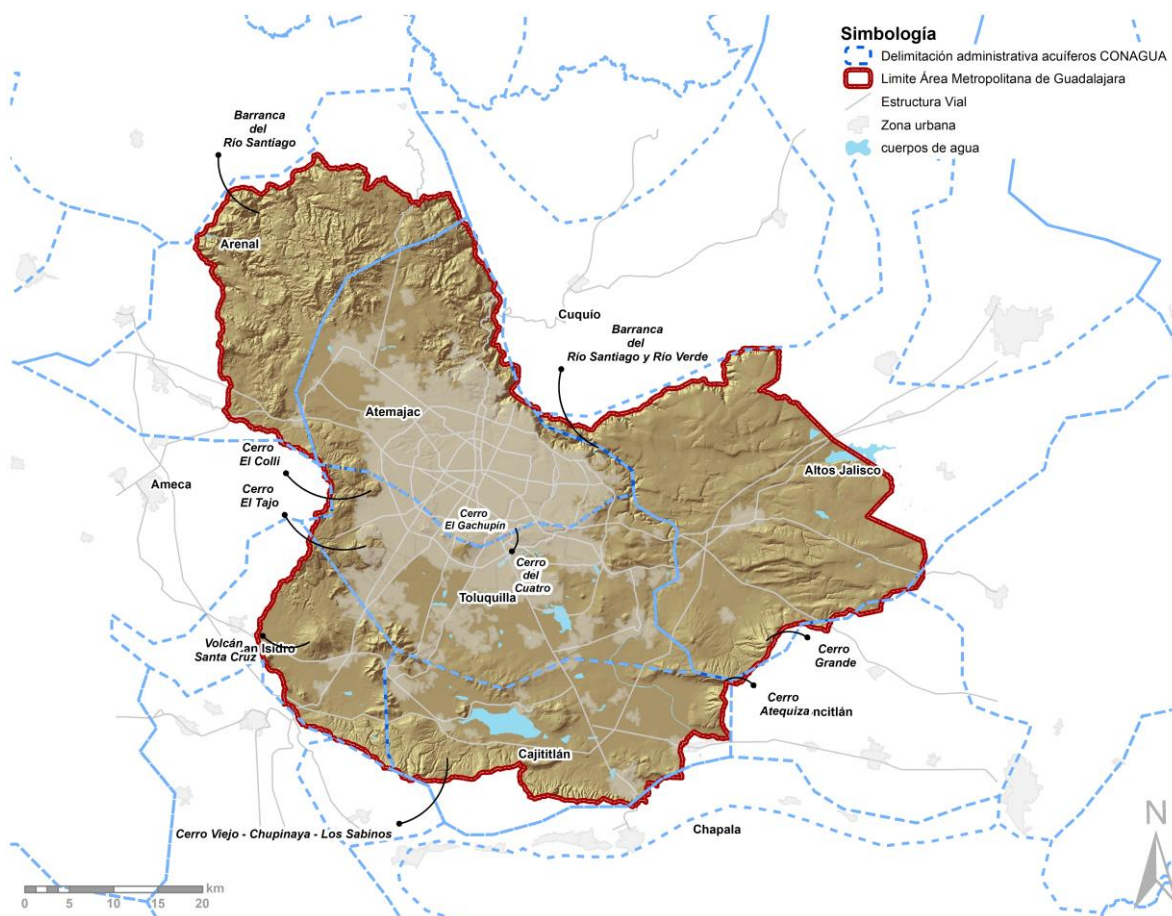 Simbología
Delimitación administrativa acuíferos CONAGUA
Limite Área Metropolitana de Guadalajara
Estructura Vial
Zona urbana
cuerpos de agua
Barranca
del
Río Santiago
Arenal
Cuquío
Barranca
del
Río Santiago y Río Verde
Atemajac
Cerro
El Colli
Altos Jalisco
Ameca
Cerro
El Tajo
Cerro
El Gachupín
Cerro
del
Cuatro
Toluquilla
Volcán
Santa Cruz
an Isidro
Cerro
Grande
Cerro
Atequiza
ncitlán
Cajititlán
Cerro Viejo - Chupinaya - Los Sabinos
Chapala
N
km
0 5 10 15 20